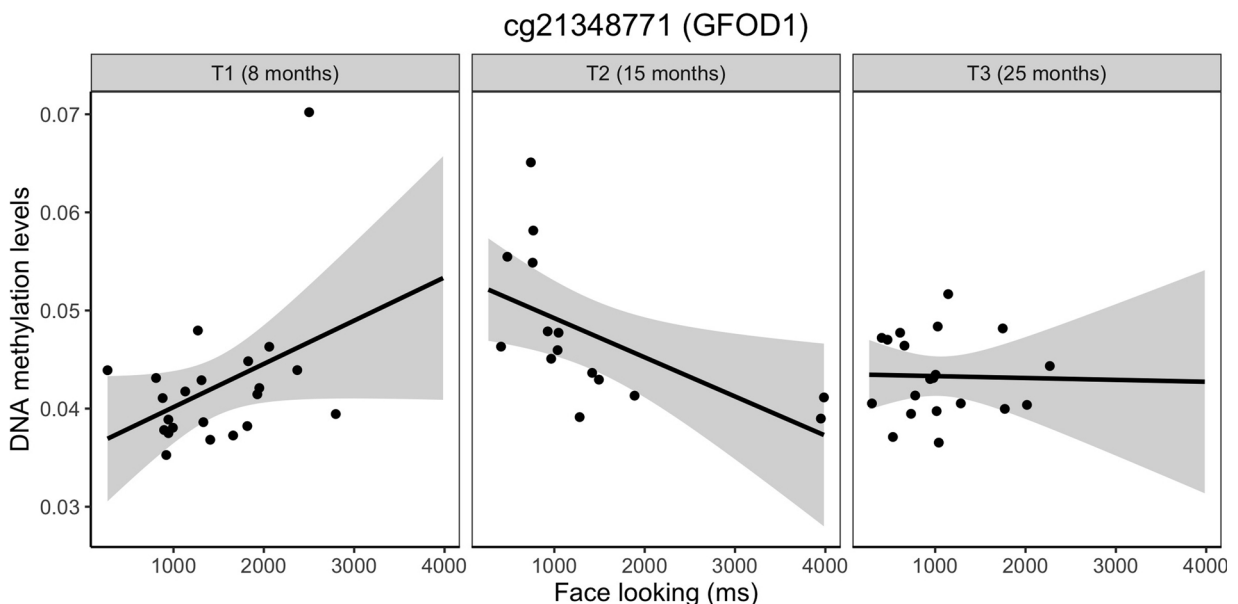 cg21348771 (GFOD1)
T1 (8 months) T2 (15 months) T3 (25 months)
DNA methylation levels
0.07
0.06
0.05
0.04
0.03
1000 2000 3000 4000 1000 2000 3000 4000 1000 2000 3000 4000
Face looking (ms)